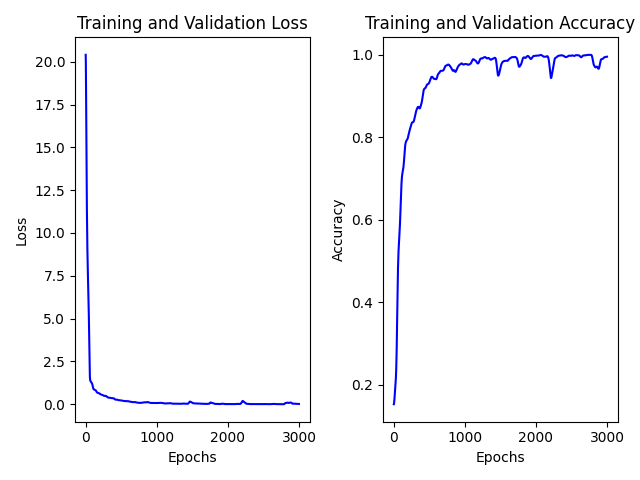 Training and Validation Loss
20.0
17.5
15.0
12.5
10.0
7.5
5.0
2.5
0.0
Loss
0 1000 2000 3000
Epochs
Training and Validation Accuracy
1.0
0.8
0.6
0.4
0.2
Accuracy
0 1000 2000 3000
Epochs